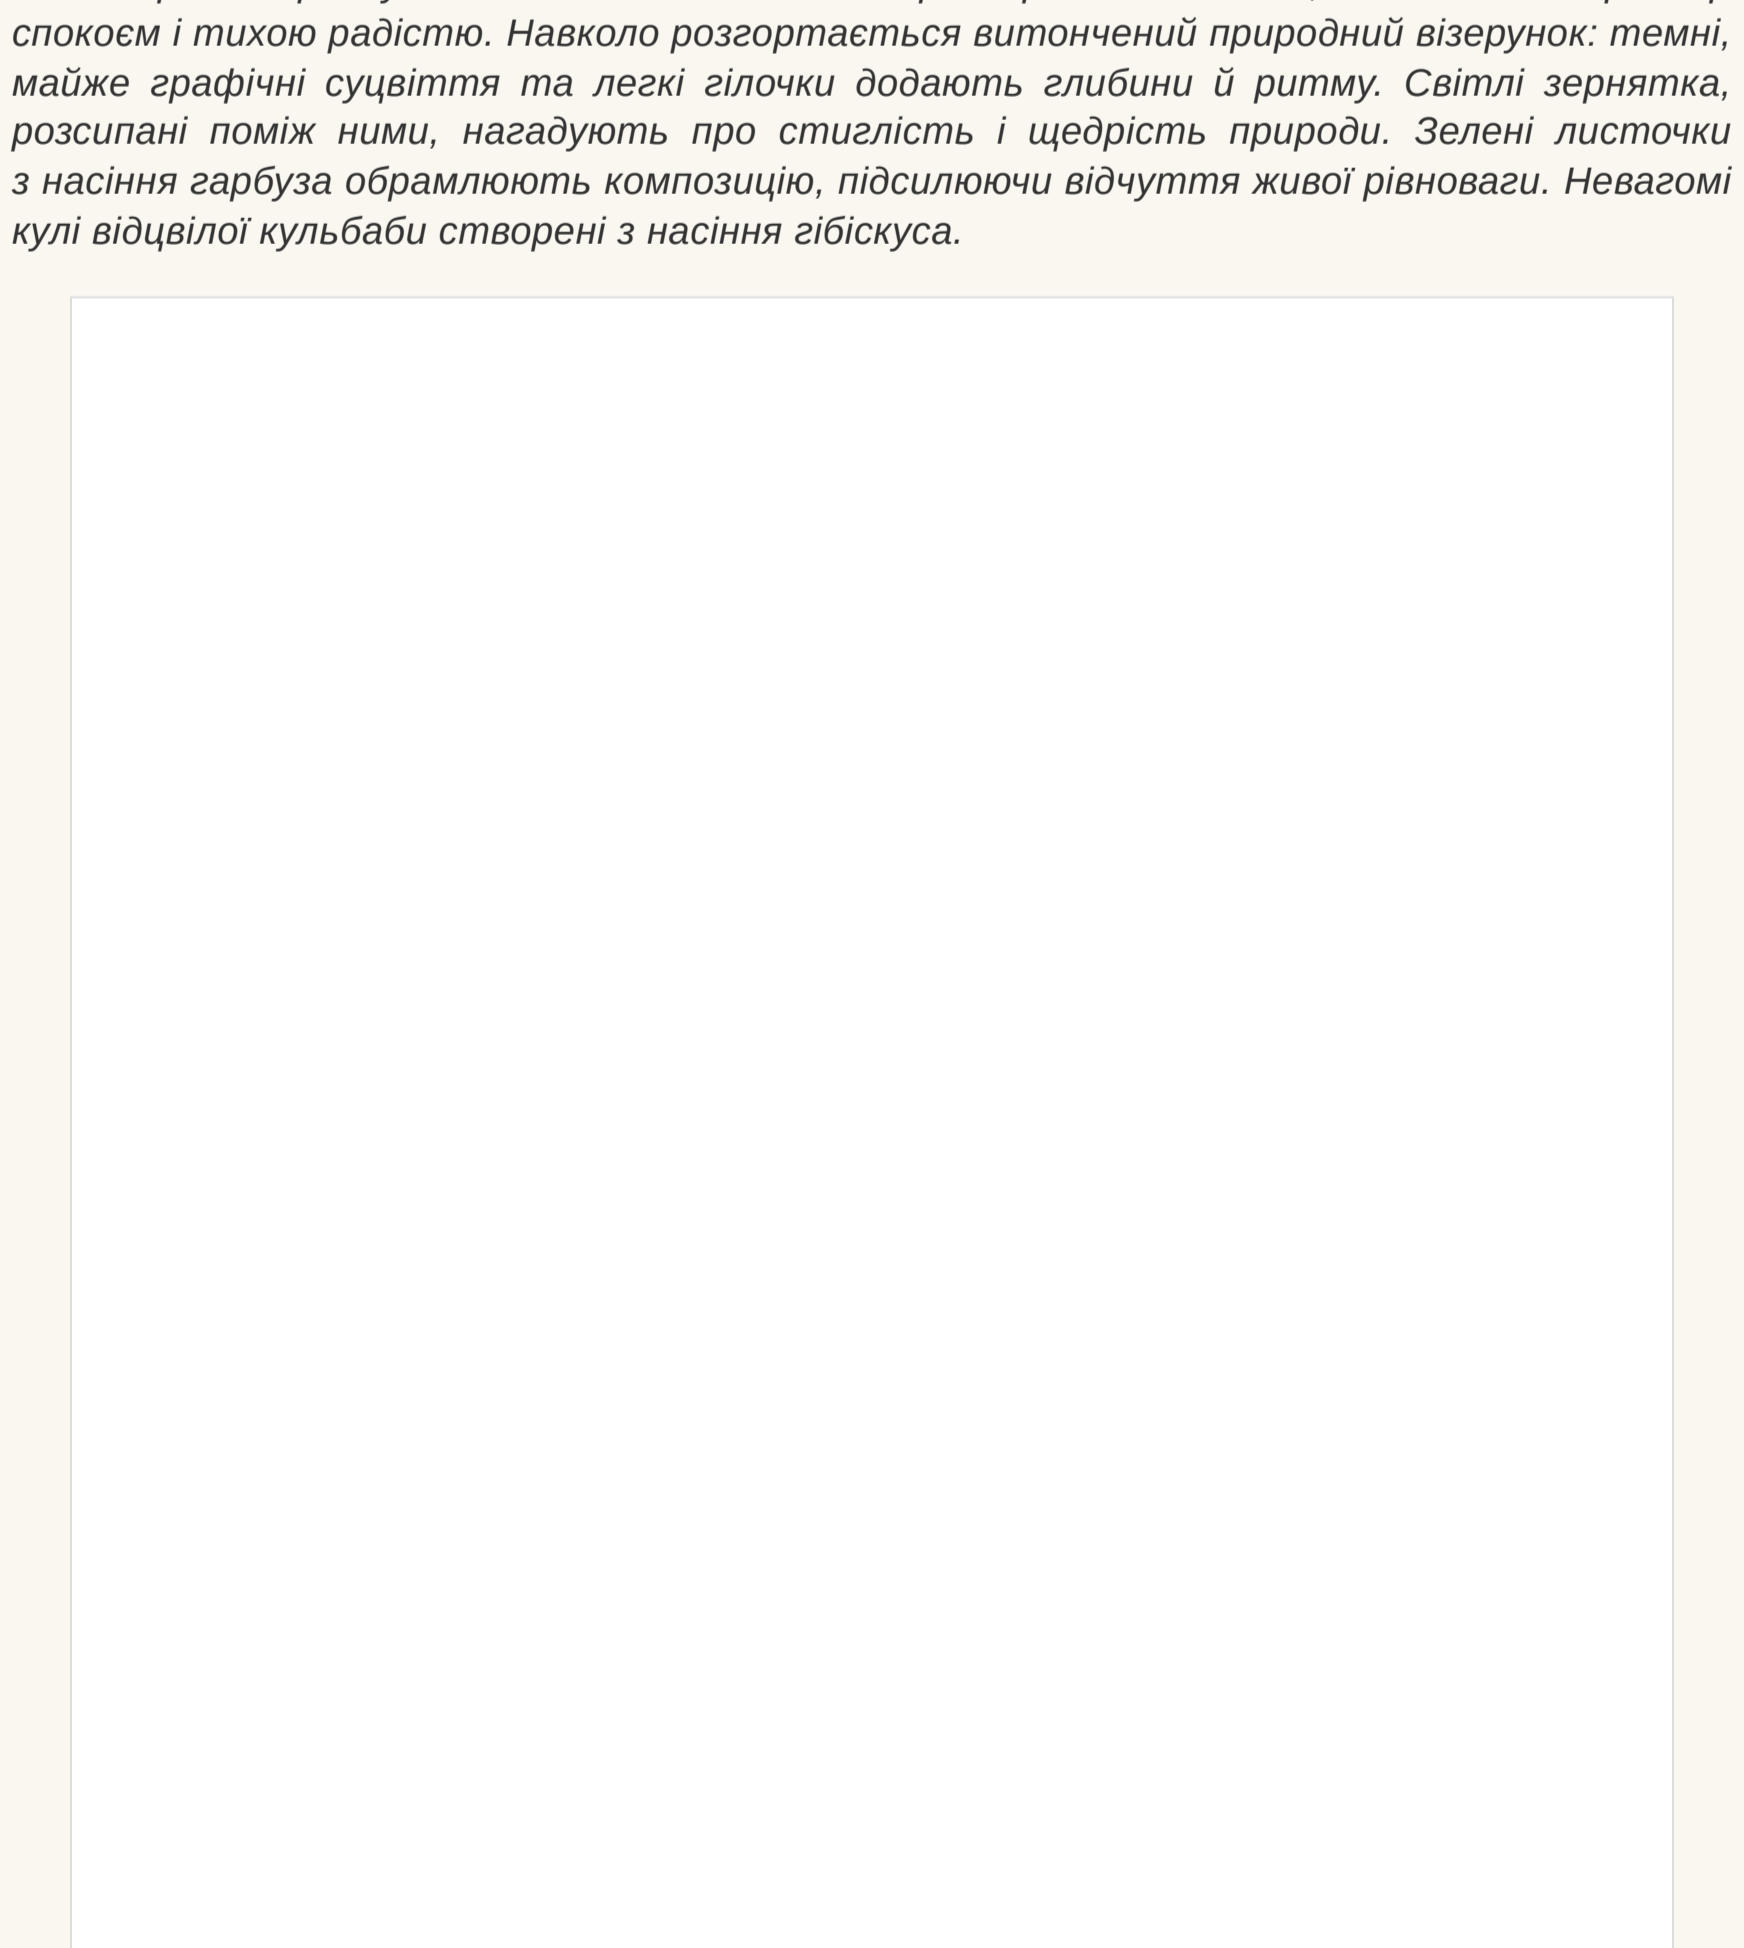 спокоєм і тихою радістю. Навколо розгортається витончений природний візерунок: темні,
майже графічні суцвіття та легкі гілочки додають глибини й ритму. Світлі зернятка,
розсипані поміж ними, нагадують про стиглість і щедрість природи. Зелені листочки
з насіння гарбуза обрамлюють композицію, підсилюючи відчуття живої рівноваги. Невагомі
кулі відцвілої кульбаби створені з насіння гібіскуса.